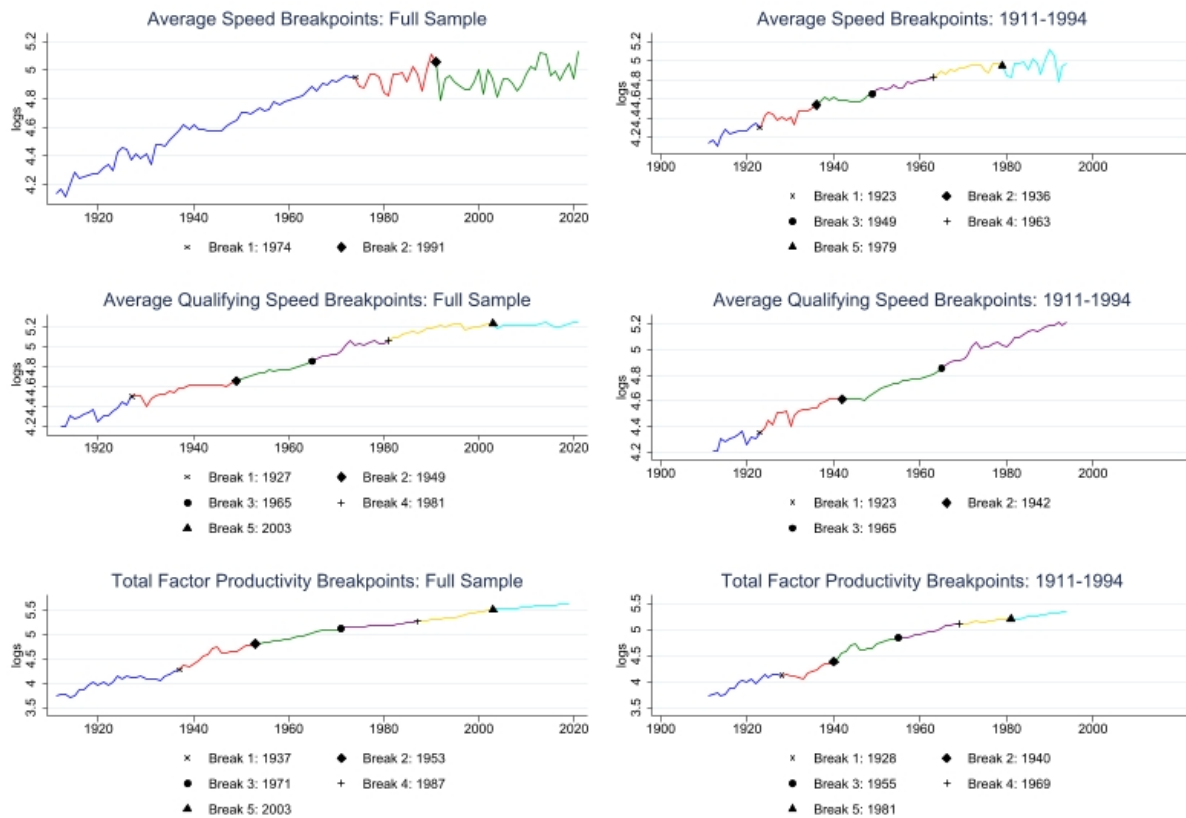 Average Speed Breakpoints: Full Sample
logs
5.2
5
4.8
4.6
4.4
4.2
1920 1940 1960 1980 2000 2020
Break 1: 1974 Break 2: 1991
Average Speed Breakpoints: 1911-1994
logs
5.2
5
4.8
4.6
4.4
4.2
1900 1920 1940 1960 1980 2000
Break 1: 1923 Break 2: 1936
Break 3: 1949 Break 4: 1963
Break 5: 1979
Average Qualifying Speed Breakpoints: Full Sample
logs
5.2
5
4.8
4.6
4.4
4.2
1920 1940 1960 1980 2000 2020
Break 1: 1927 Break 2: 1949
Break 3: 1965 Break 4: 1981
Break 5: 2003
Average Qualifying Speed Breakpoints: 1911-1994
logs
5.2
5
4.8
4.6
4.4
4.2
1900 1920 1940 1960 1980 2000
Break 1: 1923 Break 2: 1942
Break 3: 1965
Total Factor Productivity Breakpoints: Full Sample
logs
5.5
5
4.5
4
3.5
1920 1940 1960 1980 2000 2020
Break 1: 1937 Break 2: 1953
Break 3: 1971 Break 4: 1987
Break 5: 2003
Total Factor Productivity Breakpoints: 1911-1994
logs
5.5
5
4.5
4
3.5
1900 1920 1940 1960 1980 2000
Break 1: 1928 Break 2: 1940
Break 3: 1955 Break 4: 1969
Break 5: 1981